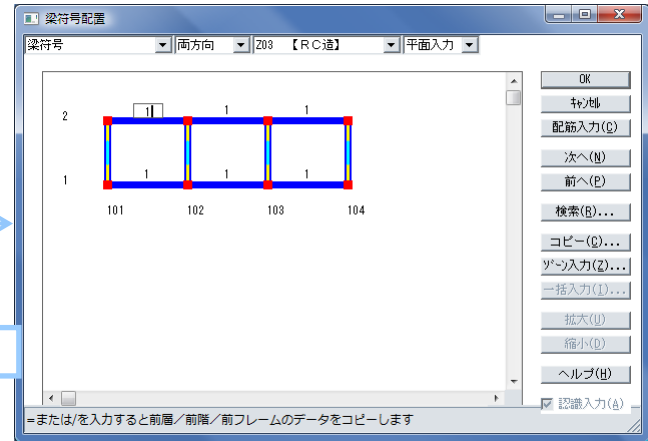 梁符号配置
梁符号 両方向 Z03 【RC造】 平面入力
2 1 1 1
1 1 1 1
101 102 103 104
OK
ｷｬﾝｾﾙ
配筋入力(C)
次へ(N)
前へ(P)
検索(R)...
コピー(C)...
ｿﾞｰﾝ入力(Z)...
一括入力(I)...
拡大(U)
縮小(D)
ヘルプ(H)
認識入力(A)
=または/を入力すると前層／前階／前フレームのデータをコピーします